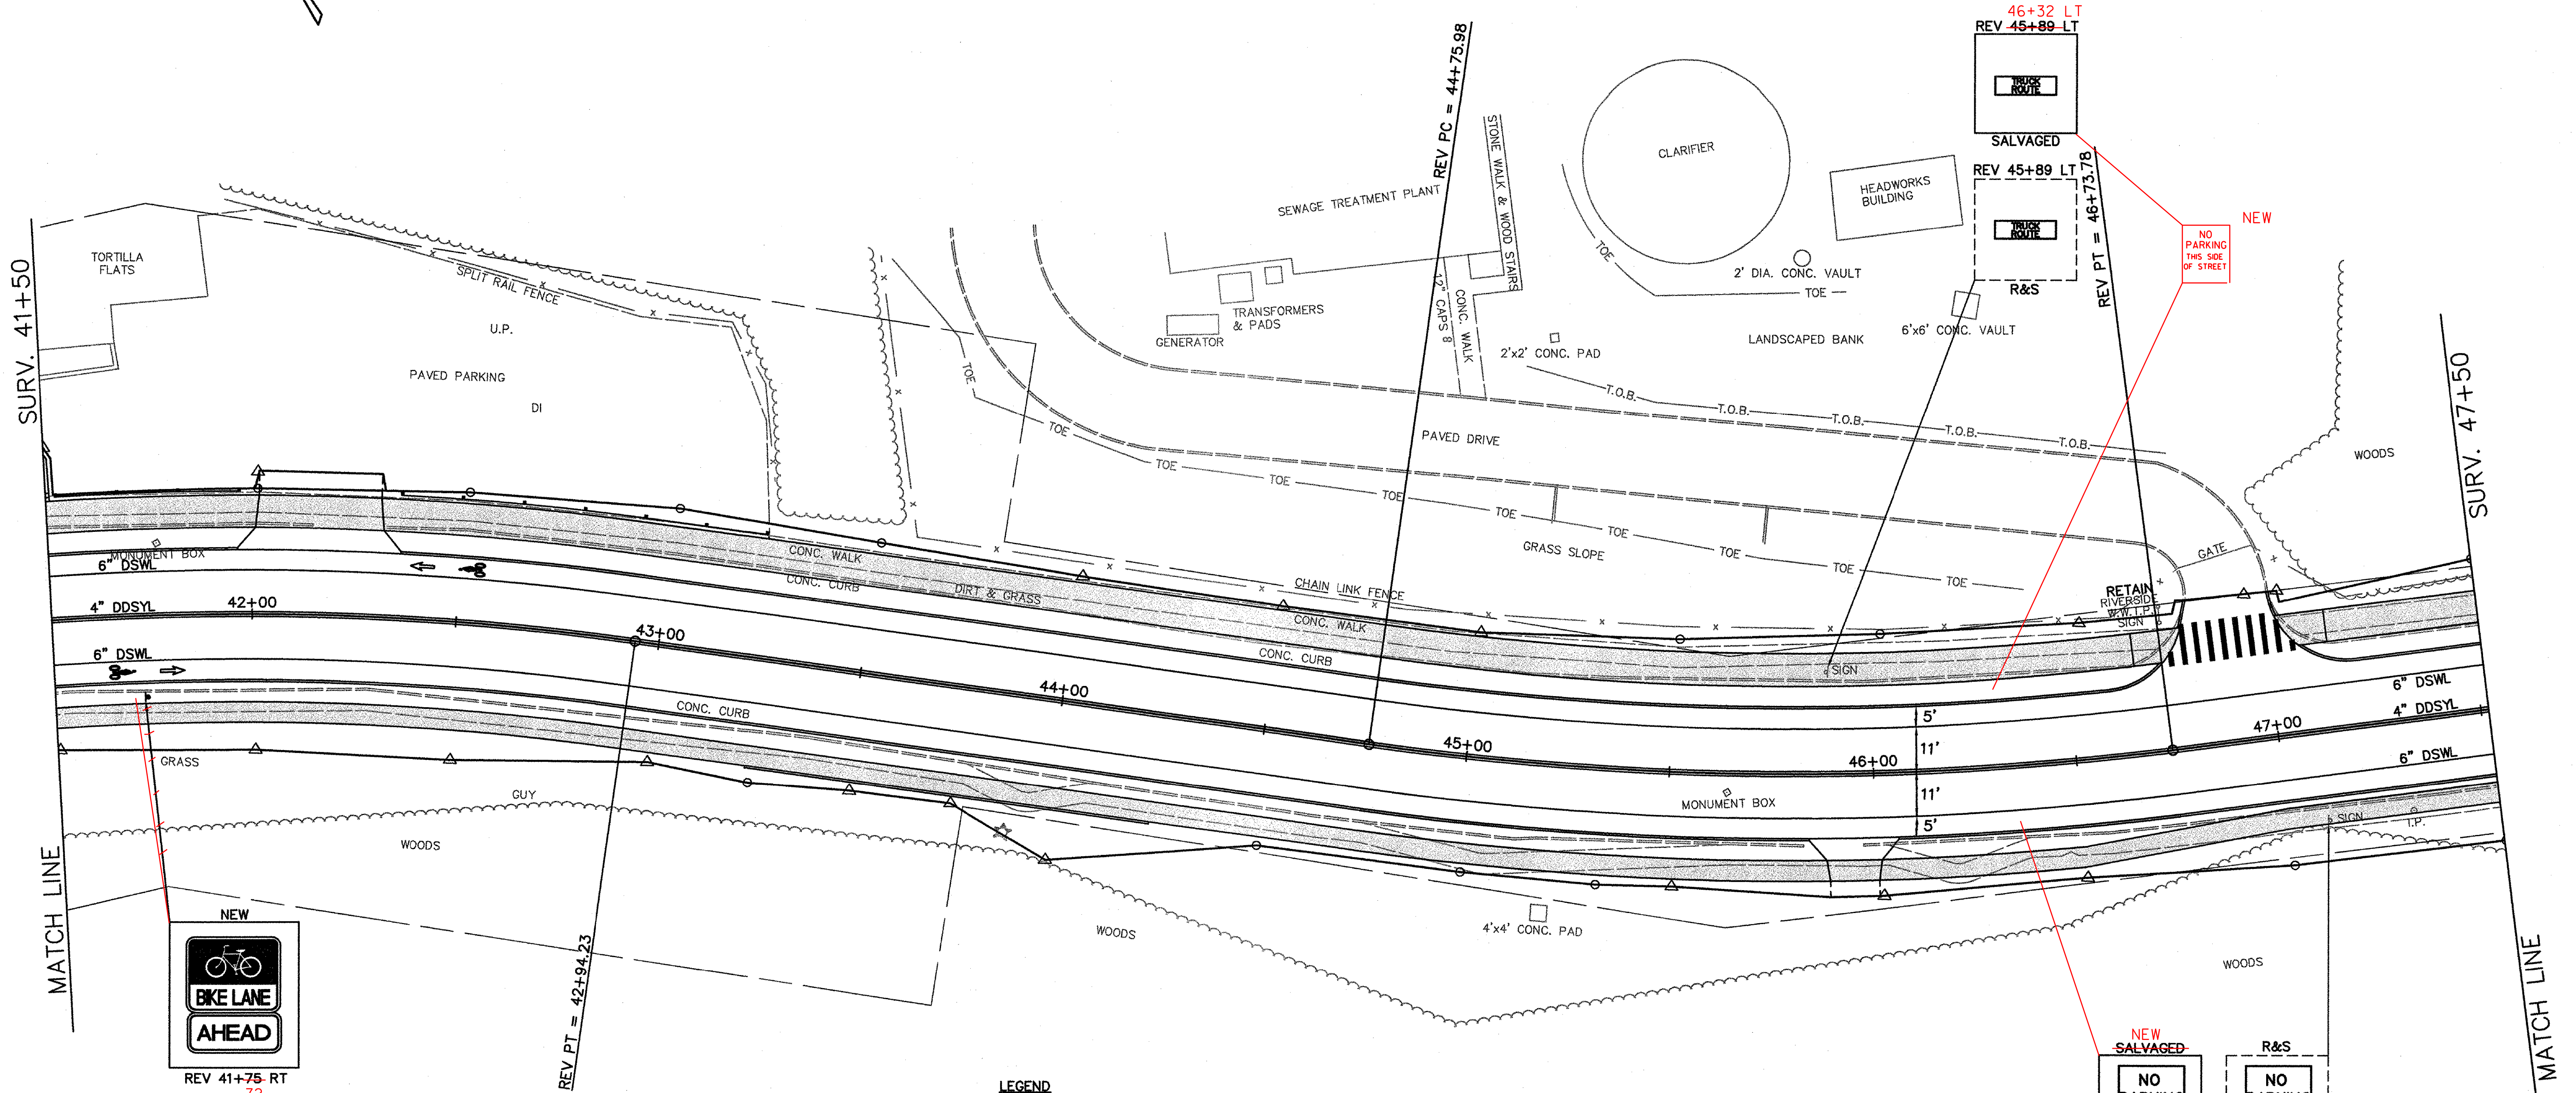 46+32 LT
REV 45+89 LT
TRUCK
ROUTE
SALVAGED
REV 45+89 LT
TRUCK
ROUTE
R&S
NEW
NO
PARKING
THIS SIDE
OF STREET
REV PC = 44+75.98
REV PT = 46+73.78
STONE WALK & WOOD STAIRS
CLARIFIER
HEADWORKS
BUILDING
SEWAGE TREATMENT PLANT
TOE
2' DIA. CONC. VAULT
TOE
6'x6' CONC. VAULT
LANDSCAPED BANK
TRANSFORMERS
& PADS
GENERATOR
12" CAPS 8
CONC. WALK
2'x2' CONC. PAD
SURV. 41+50
TORTILLA
FLATS
SPLIT RAIL FENCE
U.P.
PAVED PARKING
DI
TOE
TOE
TOE
TOE
TOE
TOE
TOE
TOE
TOE
TOE
T.O.B.
T.O.B.
T.O.B.
T.O.B.
T.O.B.
PAVED DRIVE
GRASS SLOPE
WOODS
SURV. 47+50
GATE
RETAIN
RIVERSIDE
W.W.T.P.
SIGN
MONUMENT BOX
6" DSWL
4" DDSYL
42+00
6" DSWL
CONC. WALK
CONC. CURB
DIRT & GRASS
CHAIN LINK FENCE
CONC. WALK
CONC. CURB
SIGN
43+00
44+00
45+00
46+00
47+00
6" DSWL
4" DDSYL
6" DSWL
5'
11'
11'
5'
CONC. CURB
MONUMENT BOX
SIGN
I.P.
GRASS
GUY
WOODS
4'x4' CONC. PAD
WOODS
WOODS
MATCH LINE
NEW
BIKE LANE
AHEAD
REV 41+75 RT
73
REV PT = 42+94.23
LEGEND
NEW
SALVAGED
NO
PARKING
R&S
NO
PARKING
MATCH LINE